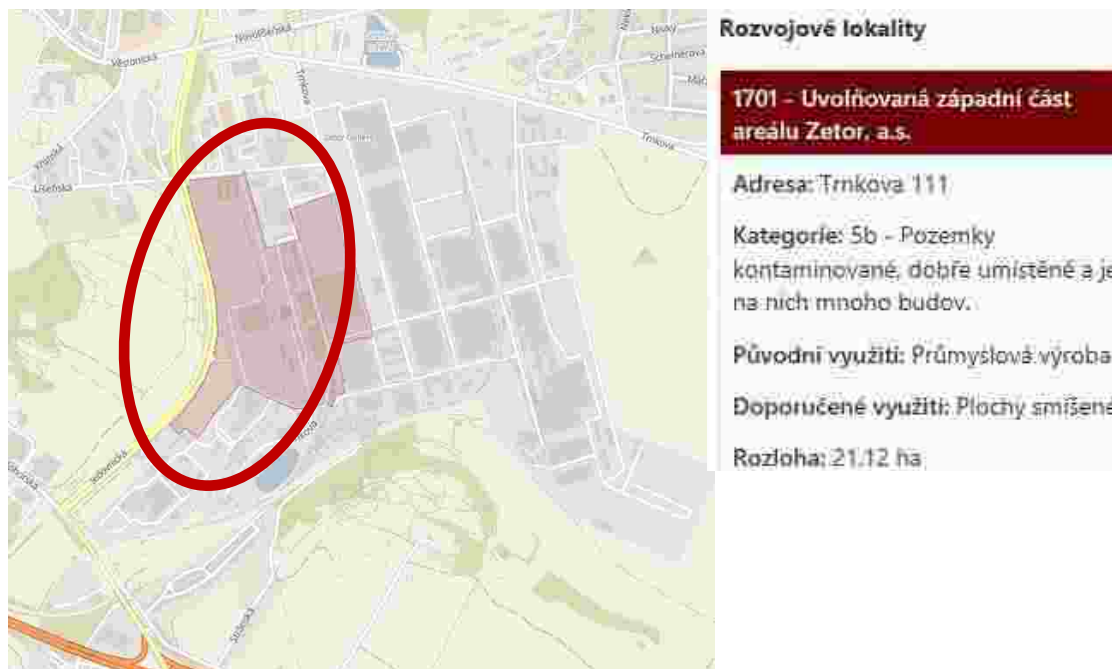 Novolíšeňská
Věstonická
Trnkova
Scheinerova
Trnkova
Líšeňská
Jedovnická
Rozvojové lokality
1701 - Uvolňovaná západní část
areálu Zetor, a.s.
Adresa: Trnkova 111
Kategorie: 5b - Pozemky
kontaminované, dobře umístěné a je
na nich mnoho budov.
Původní využití: Průmyslová výroba
Doporučené využití: Plochy smíšené
Rozloha: 21.12 ha